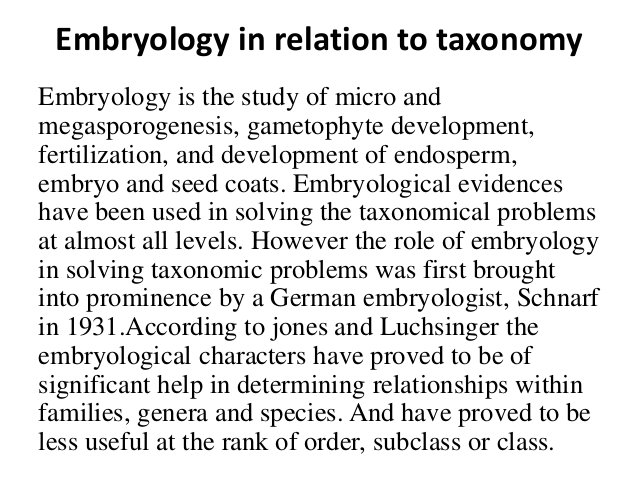 Embryology in relation to taxonomy
Embryology is the study of micro and
megasporogenesis, gametophyte development,
fertilization, and development of endosperm,
embryo and seed coats. Embryological evidences
have been used in solving the taxonomical problems
at almost all levels. However the role of embryology
in solving taxonomic problems was first brought
into prominence by a German embryologist, Schnarf
in 1931.According to jones and Luchsinger the
embryological characters have proved to be of
significant help in determining relationships within
families, genera and species. And have proved to be
less useful at the rank of order, subclass or class.